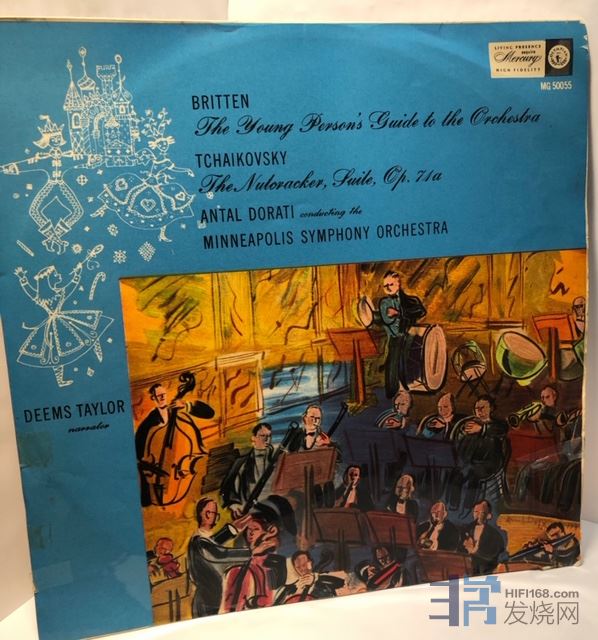 LIVING PRESENCE
Mercury
HIGH FIDELITY
MG 50055
BRITTEN
The Young Person's Guide to the Orchestra
TCHAIKOVSKY
The Nutcracker, Suite, Op. 71a
ANTAL DORATI conducting the
MINNEAPOLIS SYMPHONY ORCHESTRA
DEEMS TAYLOR
narrator
HIFI168.com
发烧网